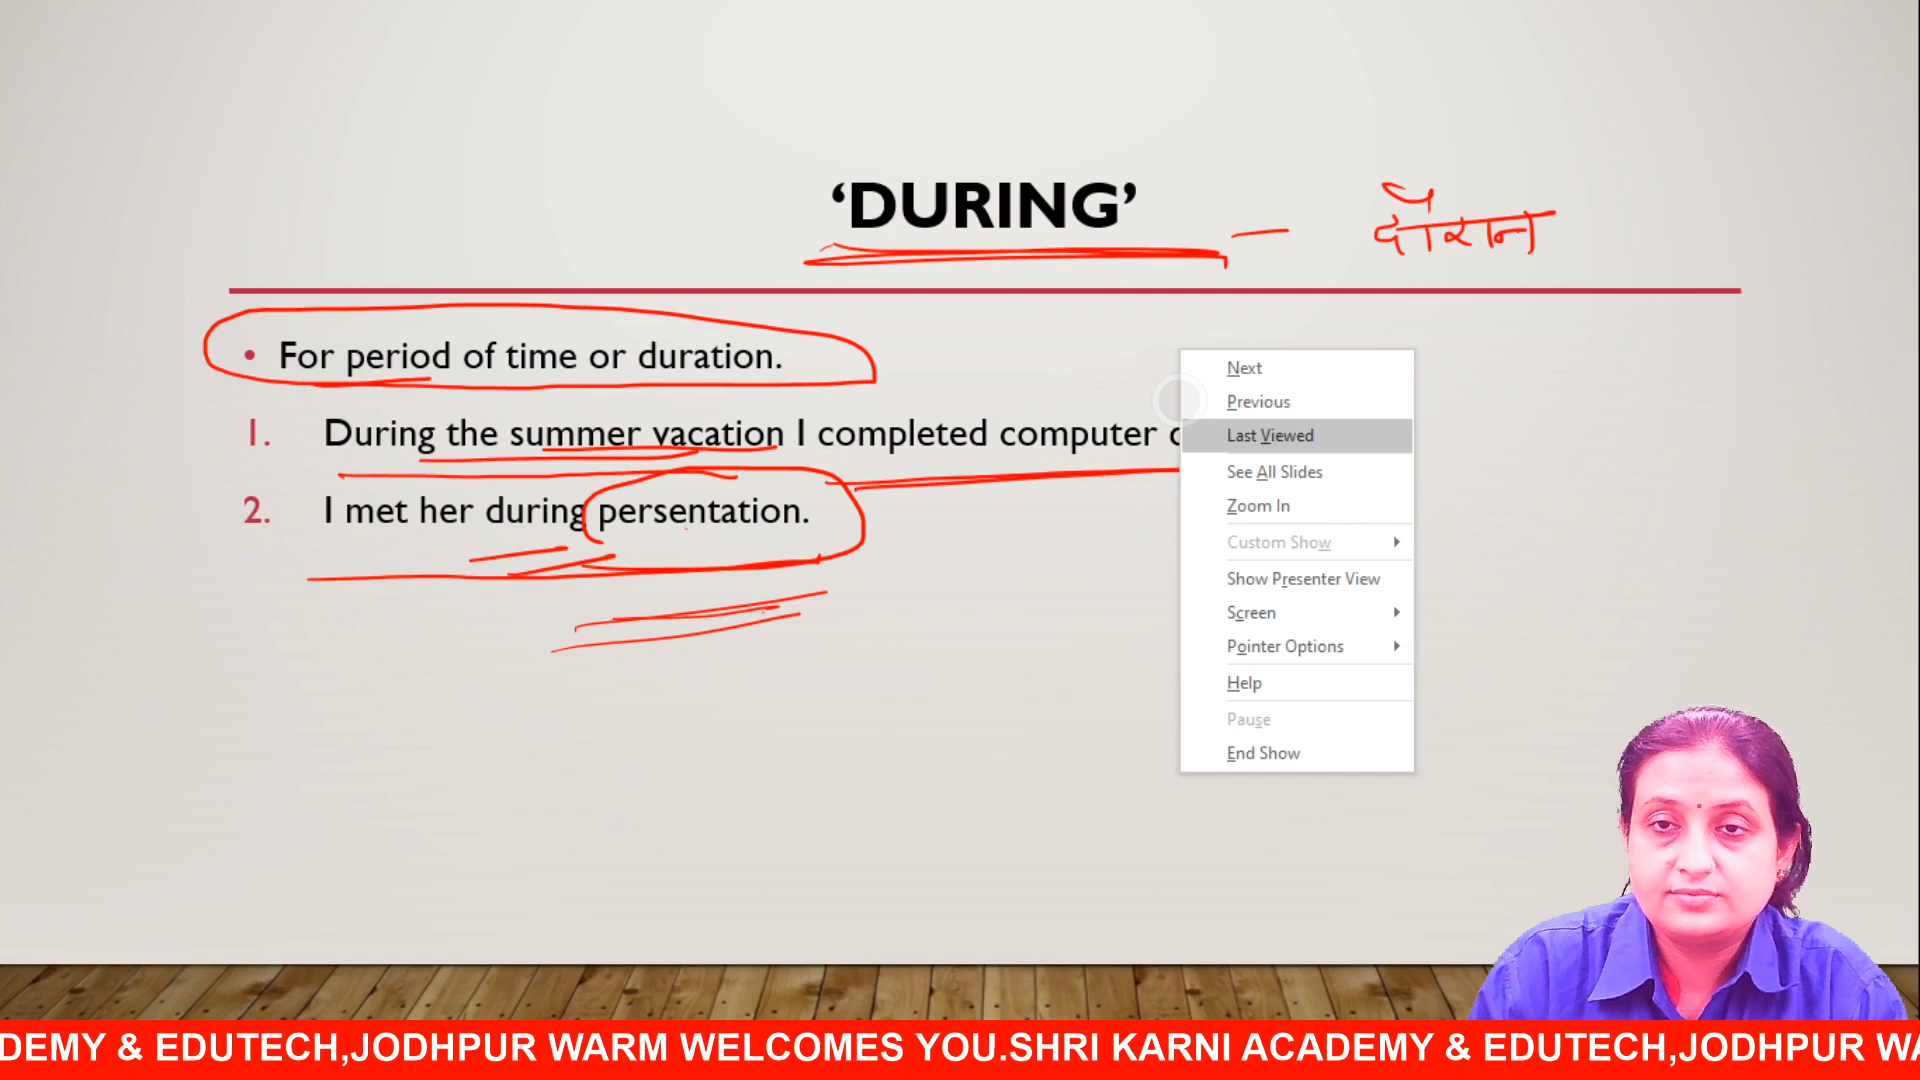 ‘DURING’ – दौरान
• For period of time or duration.
1. During the summer vacation I completed computer
2. I met her during persentation.
Next
Previous
Last Viewed
See All Slides
Zoom In
Custom Show
Show Presenter View
Screen
Pointer Options
Help
Pause
End Show
DEMY & EDUTECH,JODHPUR WARM WELCOMES YOU.SHRI KARNI ACADEMY & EDUTECH,JODHPUR WA